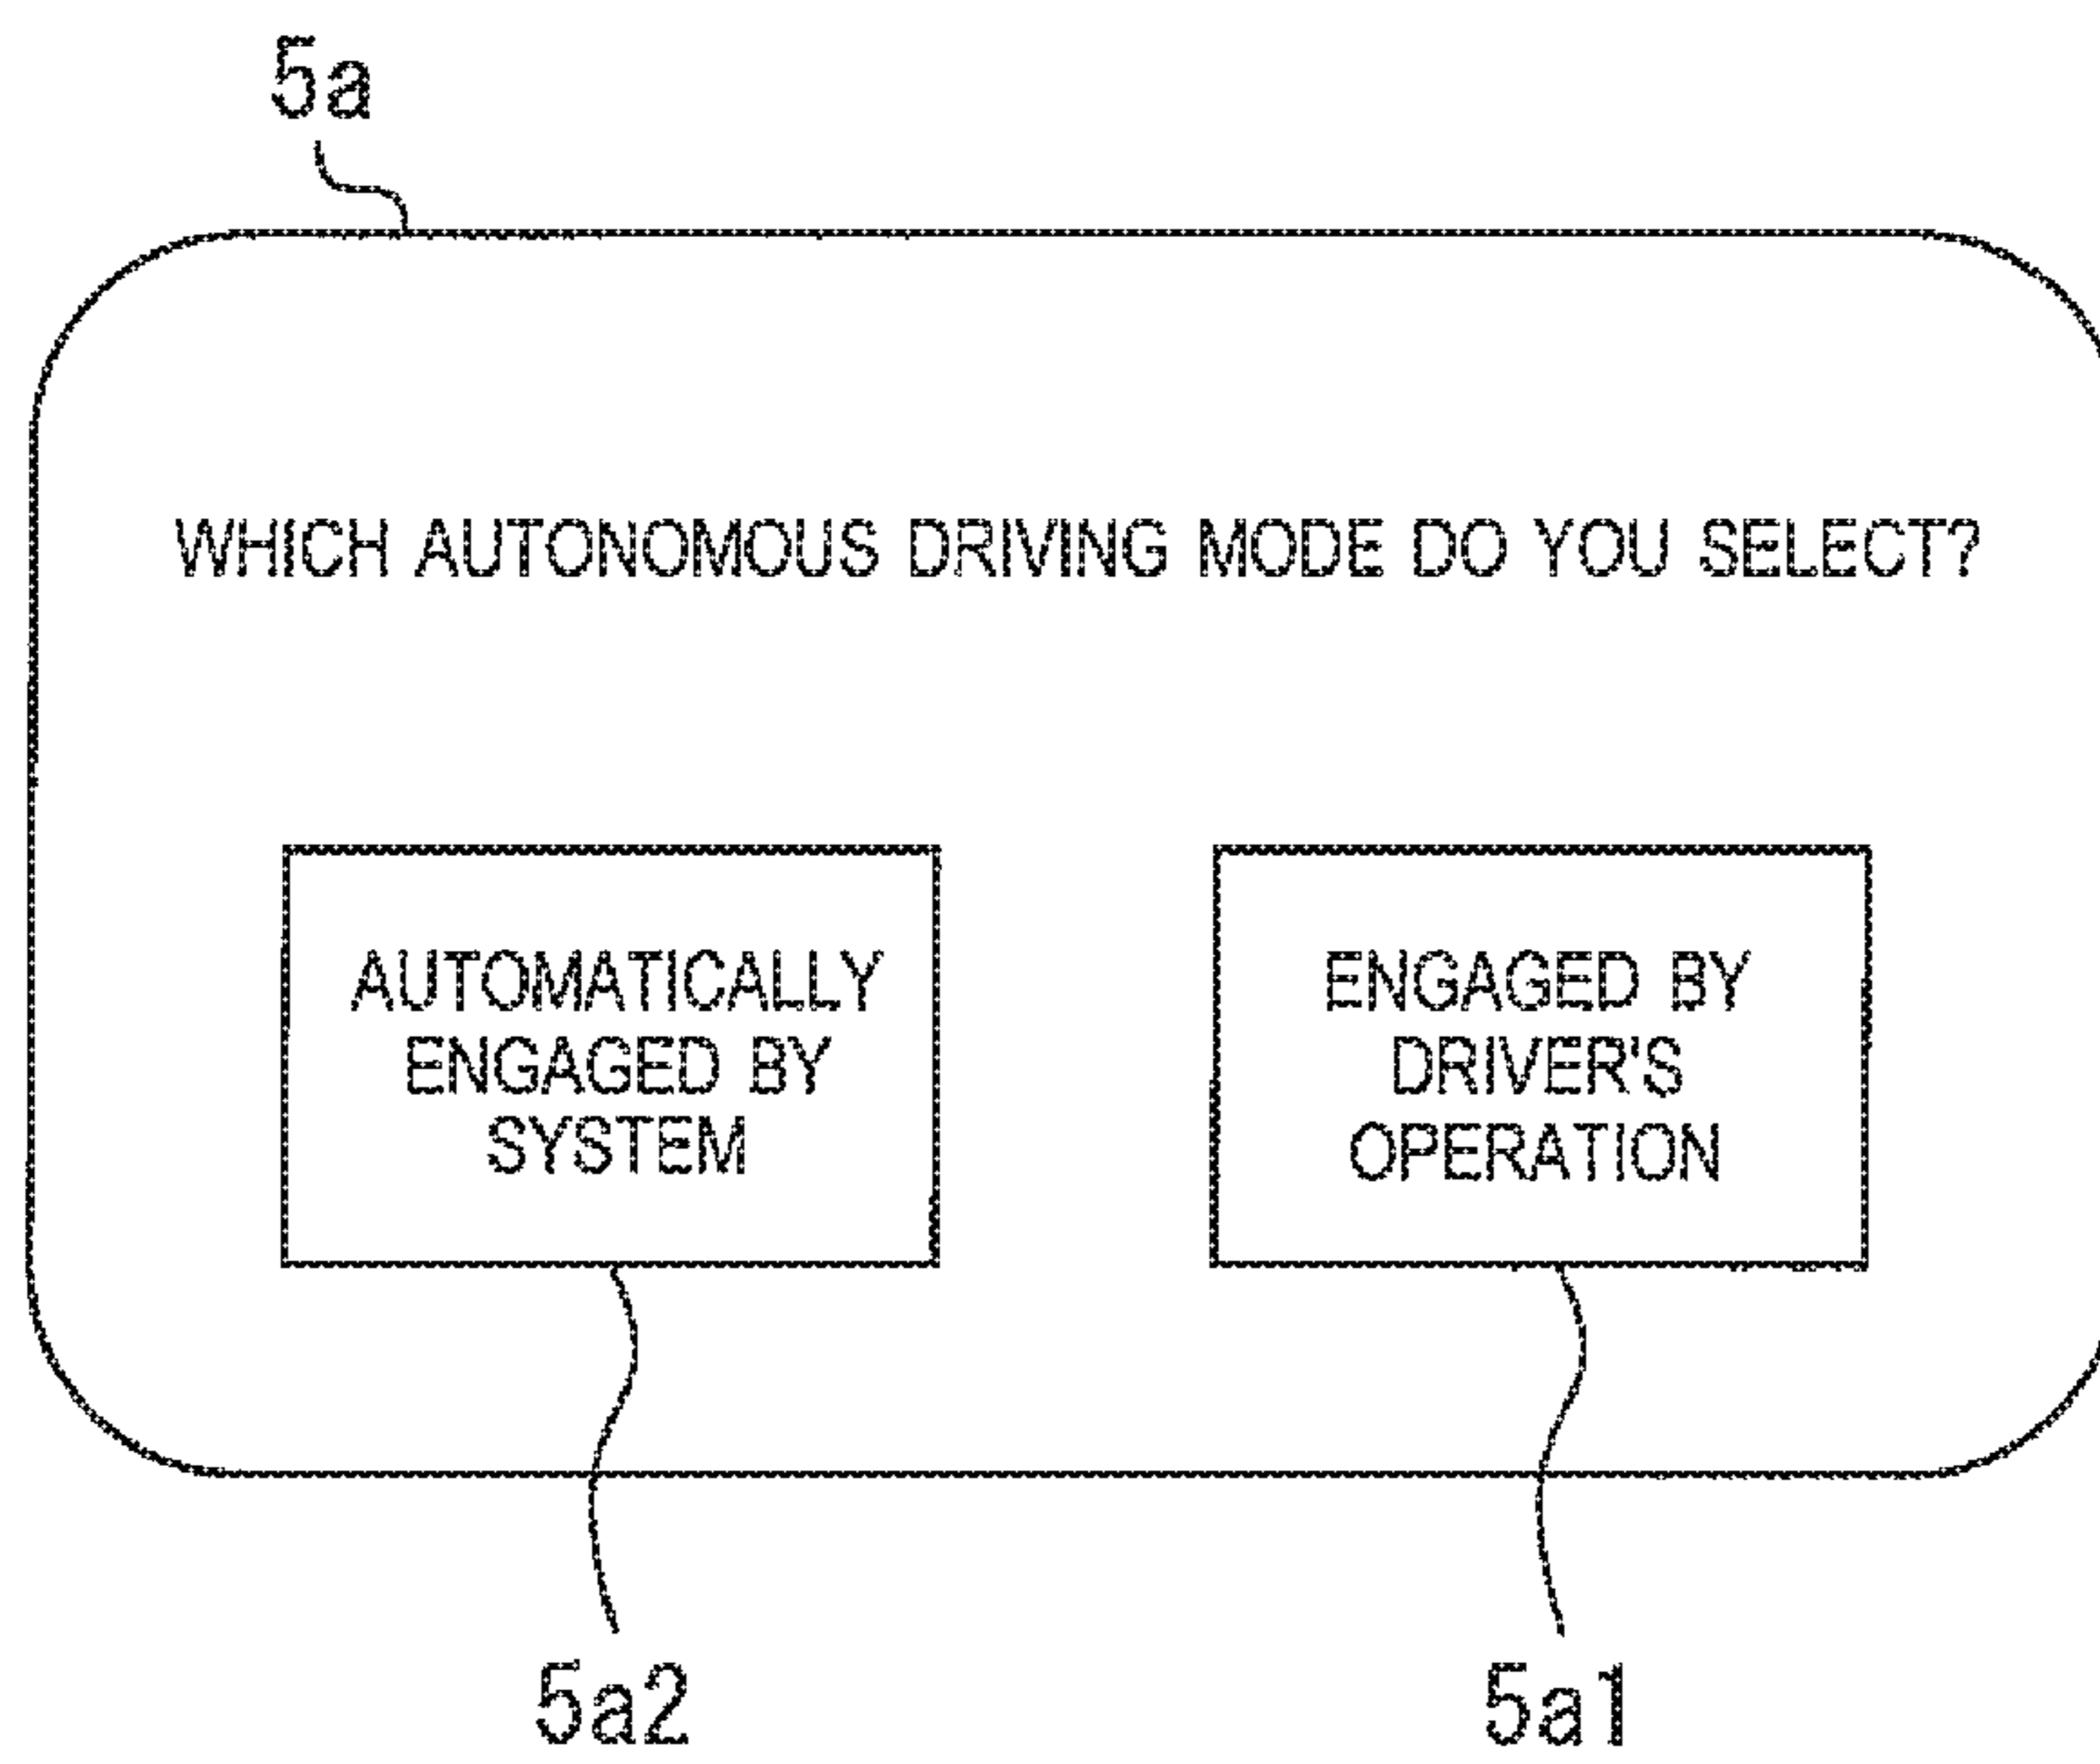 5a
WHICH AUTONOMOUS DRIVING MODE DO YOU SELECT?
AUTOMATICALLY
ENGAGED BY
SYSTEM
ENGAGED BY
DRIVER'S
OPERATION
5a2
5a1